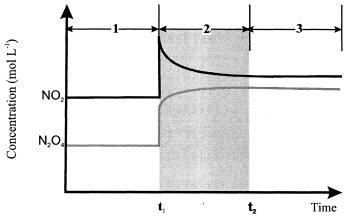 1 2 3
Concentration (mol L⁻¹)
NO₂
N₂O₄
t₁ t₂ Time